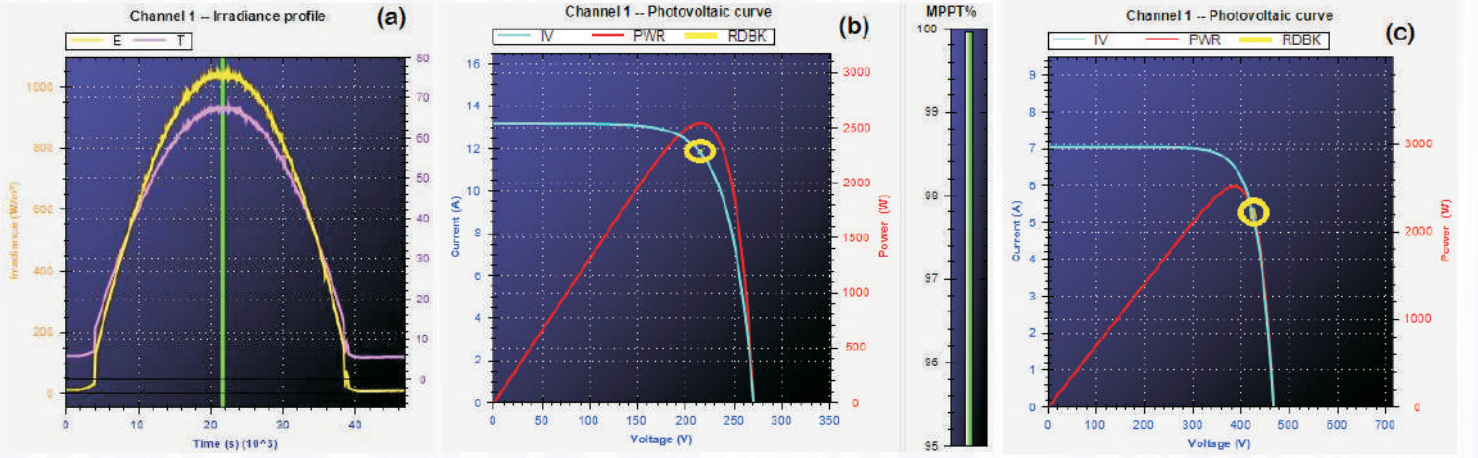 Channel 1 -- Irradiance profile
(a)
E T
Irradiance (W/m²)
1000
800
600
400
200
0
80
70
60
50
40
30
20
10
0
0 10 20 30 40
Time (s) (10^3)
Channel 1 -- Photovoltaic curve
(b)
IV PWR RDBK
Current (A)
16
14
12
10
8
6
4
2
0
3000
2500
2000
1500
1000
500
0
Power (W)
0 50 100 150 200 250 300 350
Voltage (V)
MPPT%
100
99
98
97
96
95
Channel 1 -- Photovoltaic curve
(c)
IV PWR RDBK
Current (A)
9
8
7
6
5
4
3
2
1
0
3000
2000
1000
0
Power (W)
0 100 200 300 400 500 600 700
Voltage (V)